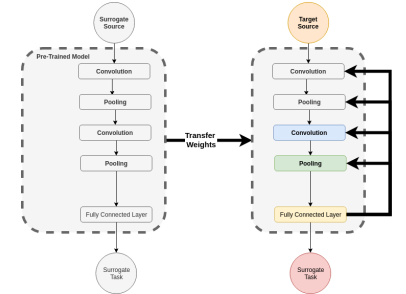 Surrogate
Source
Target
Source
Pre-Trained Model
Convolution
Pooling
Convolution
Pooling
Fully Connected Layer
Transfer
Weights
Convolution
Pooling
Convolution
Pooling
Fully Connected Layer
Surrogate
Task
Surrogate
Task